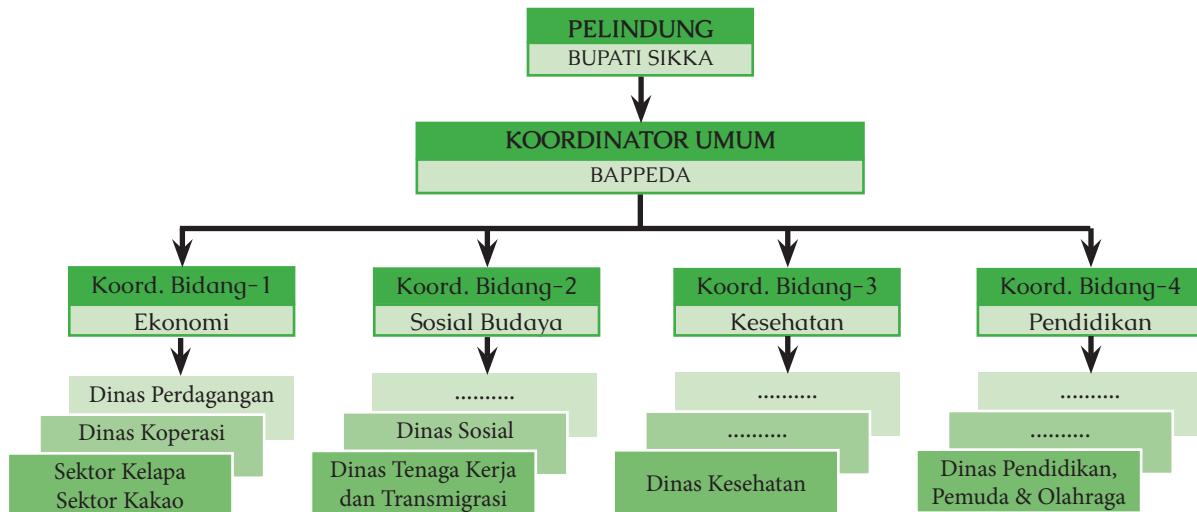 PELINDUNG
BUPATI SIKKA
KOORDINATOR UMUM
BAPPEDA
Koord. Bidang-1
Ekonomi
Dinas Perdagangan
Dinas Koperasi
Sektor Kelapa
Sektor Kakao
Koord. Bidang-2
Sosial Budaya
..........
Dinas Sosial
Dinas Tenaga Kerja
dan Transmigrasi
Koord. Bidang-3
Kesehatan
..........
..........
Dinas Kesehatan
Koord. Bidang-4
Pendidikan
..........
..........
Dinas Pendidikan,
Pemuda & Olahraga